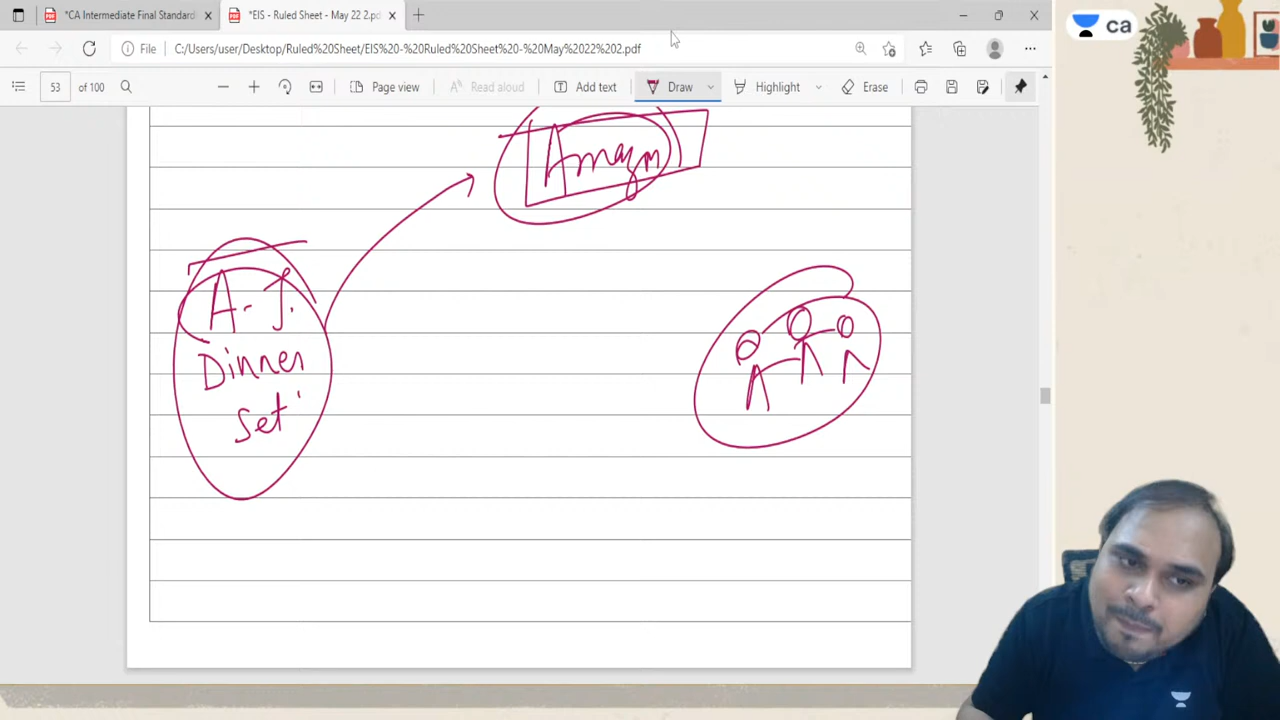 *CA Intermediate Final Standard
*EIS - Ruled Sheet - May 22 2.pd
File
C:/Users/user/Desktop/Ruled%20Sheet/EIS%20-%20Ruled%20Sheet%20-%20May%2022%202.pdf
53
of 100
Page view
Read aloud
Add text
Draw
Highlight
Erase
ca
Amazn
A. J.
Dinner
Set